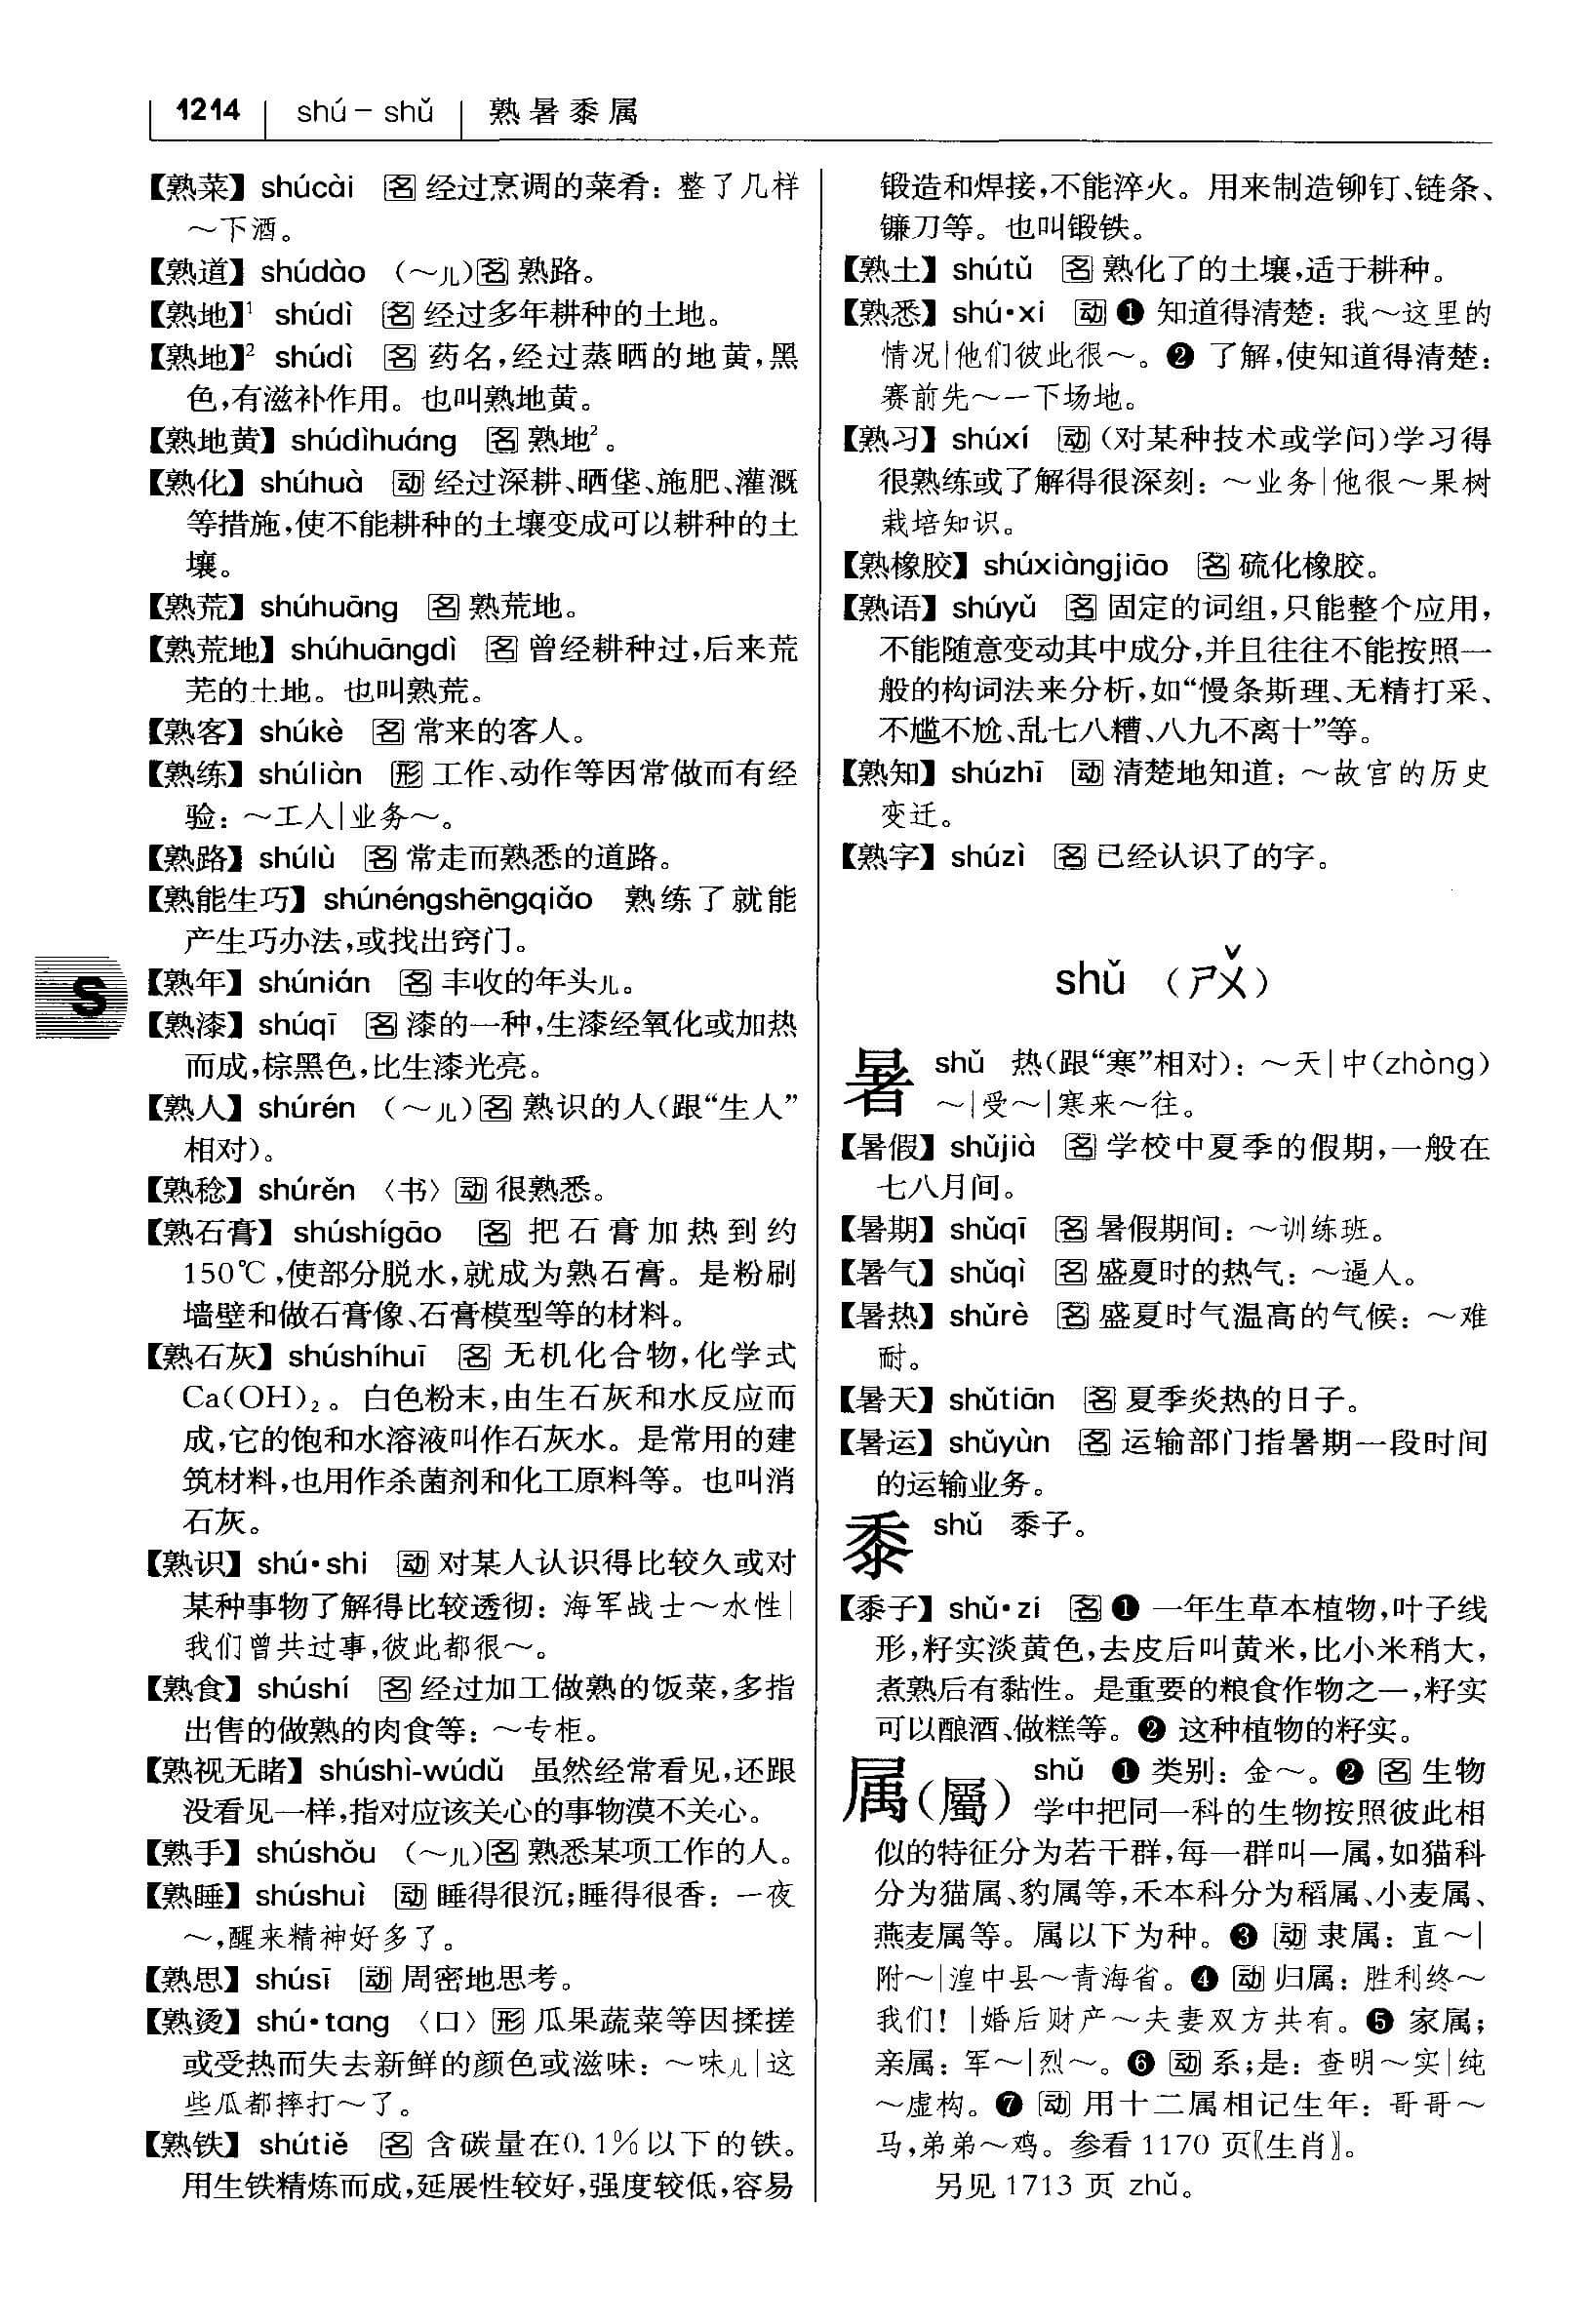 1214 shú – shǔ 熟暑黍属
【熟菜】 shúcài 名 经过烹调的菜肴：整了几样
～下酒。
【熟道】 shúdào （～儿）名 熟路。
【熟地】¹ shúdì 名 经过多年耕种的土地。
【熟地】² shúdì 名 药名，经过蒸晒的地黄，黑
色，有滋补作用。也叫熟地黄。
【熟地黄】 shúdìhuáng 名 熟地²。
【熟化】 shúhuà 动 经过深耕、晒垡、施肥、灌溉
等措施，使不能耕种的土壤变成可以耕种的土
壤。
【熟荒】 shúhuāng 名 熟荒地。
【熟荒地】 shúhuāngdì 名 曾经耕种过，后来荒
芜的土地。也叫熟荒。
【熟客】 shúkè 名 常来的客人。
【熟练】 shúliàn 形 工作、动作等因常做而有经
验：～工人|业务～。
【熟路】 shúlù 名 常走而熟悉的道路。
【熟能生巧】 shúnéngshēngqiǎo 熟练了就能
产生巧办法，或找出窍门。
【熟年】 shúnián 名 丰收的年头儿。
【熟漆】 shúqī 名 漆的一种，生漆经氧化或加热
而成，棕黑色，比生漆光亮。
【熟人】 shúrén （～儿）名 熟识的人（跟“生人”
相对）。
【熟稔】 shúrěn 〈书〉动 很熟悉。
【熟石膏】 shúshígāo 名 把石膏加热到约
150℃，使部分脱水，就成为熟石膏。是粉刷
墙壁和做石膏像、石膏模型等的材料。
【熟石灰】 shúshíhuī 名 无机化合物，化学式
Ca(OH)₂。白色粉末，由生石灰和水反应而
成，它的饱和水溶液叫作石灰水。是常用的建
筑材料，也用作杀菌剂和化工原料等。也叫消
石灰。
【熟识】 shú·shi 动 对某人认识得比较久或对
某种事物了解得比较透彻：海军战士～水性|
我们曾共过事，彼此都很～。
【熟食】 shúshí 名 经过加工做熟的饭菜，多指
出售的做熟的肉食等：～专柜。
【熟视无睹】 shúshì-wúdǔ 虽然经常看见，还跟
没看见一样，指对应该关心的事物漠不关心。
【熟手】 shúshǒu （～儿）名 熟悉某项工作的人。
【熟睡】 shúshuì 动 睡得很沉；睡得很香：一夜
～，醒来精神好多了。
【熟思】 shúsī 动 周密地思考。
【熟烫】 shú·tang 〈口〉形 瓜果蔬菜等因揉搓
或受热而失去新鲜的颜色或滋味：～味儿|这
些瓜都摔打～了。
【熟铁】 shútiě 名 含碳量在0.1%以下的铁。
用生铁精炼而成，延展性较好，强度较低，容易
锻造和焊接，不能淬火。用来制造铆钉、链条、
镰刀等。也叫锻铁。
【熟土】 shútǔ 名 熟化了的土壤，适于耕种。
【熟悉】 shú·xi 动 ❶ 知道得清楚：我～这里的
情况|他们彼此很～。❷ 了解，使知道得清楚：
赛前先～一下场地。
【熟习】 shúxí 动（对某种技术或学问）学习得
很熟练或了解得很深刻：～业务|他很～果树
栽培知识。
【熟橡胶】 shúxiàngjiāo 名 硫化橡胶。
【熟语】 shúyǔ 名 固定的词组，只能整个应用，
不能随意变动其中成分，并且往往不能按照一
般的构词法来分析，如“慢条斯理、无精打采、
不尴不尬、乱七八糟、八九不离十”等。
【熟知】 shúzhī 动 清楚地知道：～故宫的历史
变迁。
【熟字】 shúzì 名 已经认识了的字。
shǔ （ㄕㄨˇ）
暑 shǔ 热（跟“寒”相对）：～天|中(zhòng)
～|受～|寒来～往。
【暑假】 shǔjià 名 学校中夏季的假期，一般在
七八月间。
【暑期】 shǔqī 名 暑假期间：～训练班。
【暑气】 shǔqì 名 盛夏时的热气：～逼人。
【暑热】 shǔrè 名 盛夏时气温高的气候：～难
耐。
【暑天】 shǔtiān 名 夏季炎热的日子。
【暑运】 shǔyùn 名 运输部门指暑期一段时间
的运输业务。
黍 shǔ 黍子。
【黍子】 shǔ·zi 名 ❶ 一年生草本植物，叶子线
形，籽实淡黄色，去皮后叫黄米，比小米稍大，
煮熟后有黏性。是重要的粮食作物之一，籽实
可以酿酒、做糕等。❷ 这种植物的籽实。
属（屬） shǔ ❶ 类别：金～。❷ 名 生物
学中把同一科的生物按照彼此相
似的特征分为若干群，每一群叫一属，如猫科
分为猫属、豹属等，禾本科分为稻属、小麦属、
燕麦属等。属以下为种。❸ 动 隶属：直～|
附～|湟中县～青海省。❹ 动 归属：胜利终～
我们！|婚后财产～夫妻双方共有。❺ 家属；
亲属：军～|烈～。❻ 动 系；是：查明～实|纯
～虚构。❼ 动 用十二属相记生年：哥哥～
马，弟弟～鸡。参看1170 页〖生肖〗。
另见1713 页 zhǔ。
S